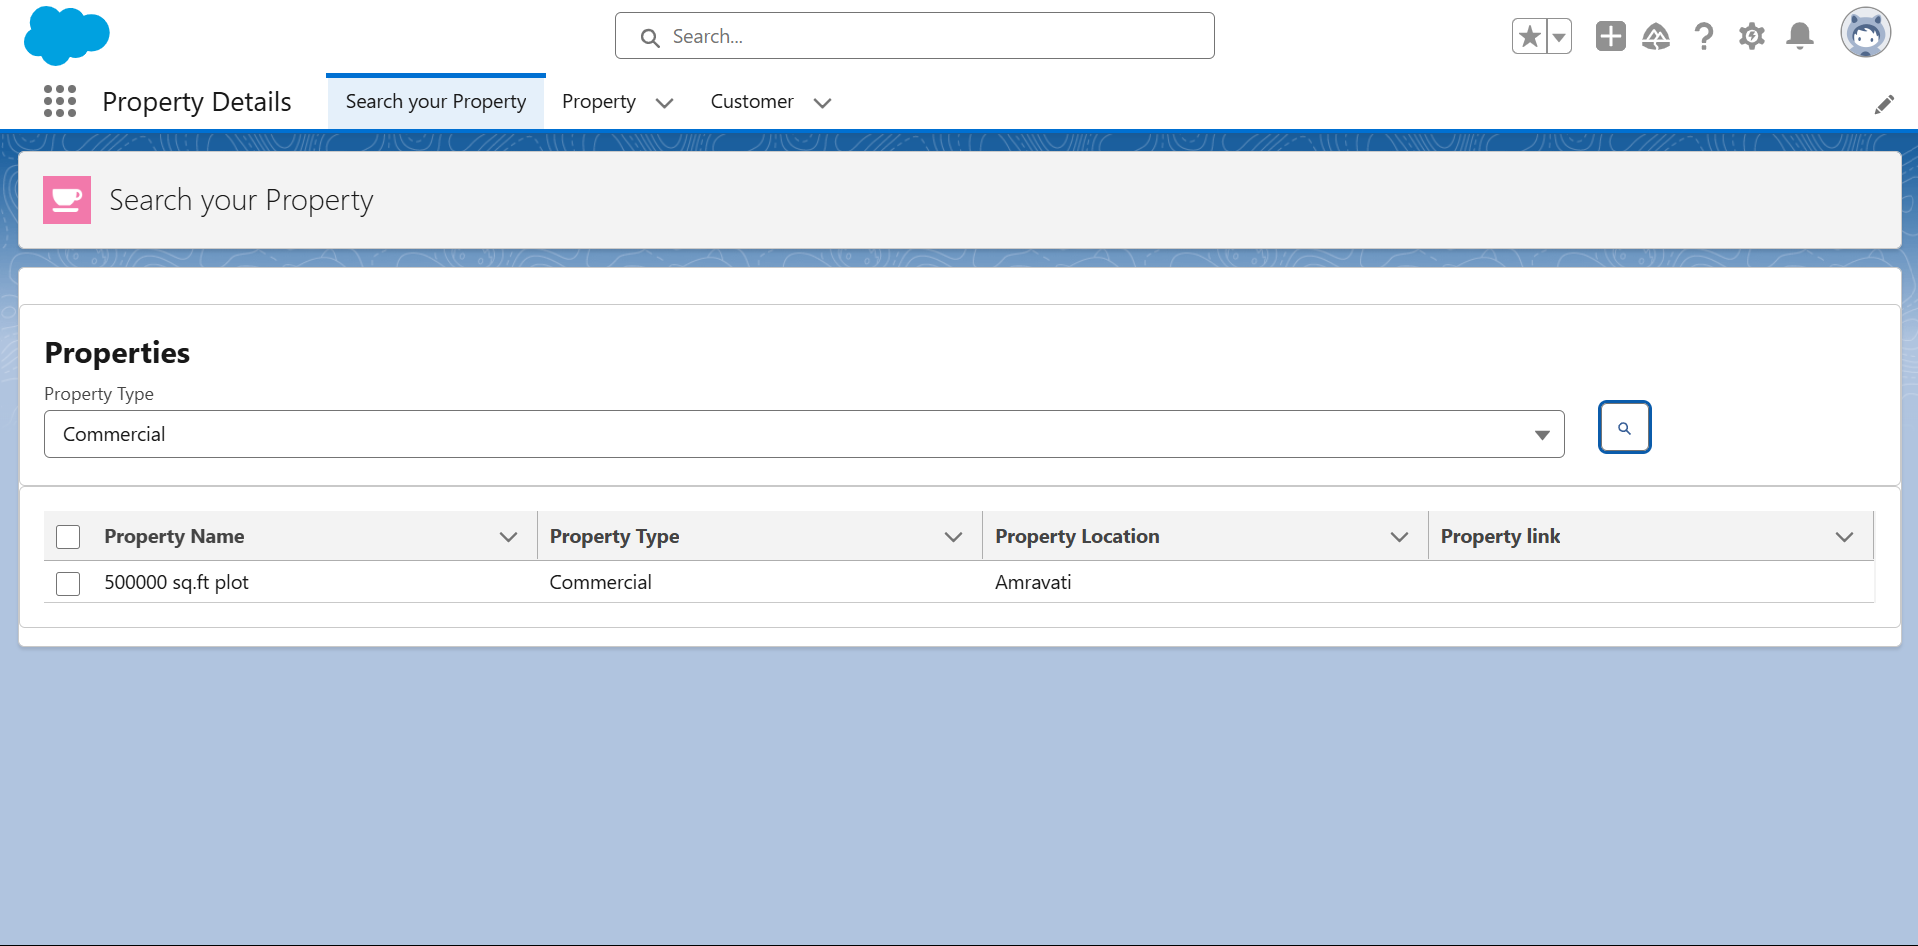 Search...
Property Details
Search your Property
Property
Customer
Search your Property
Properties
Property Type
Commercial
Property Name
Property Type
Property Location
Property link
500000 sq.ft plot
Commercial
Amravati